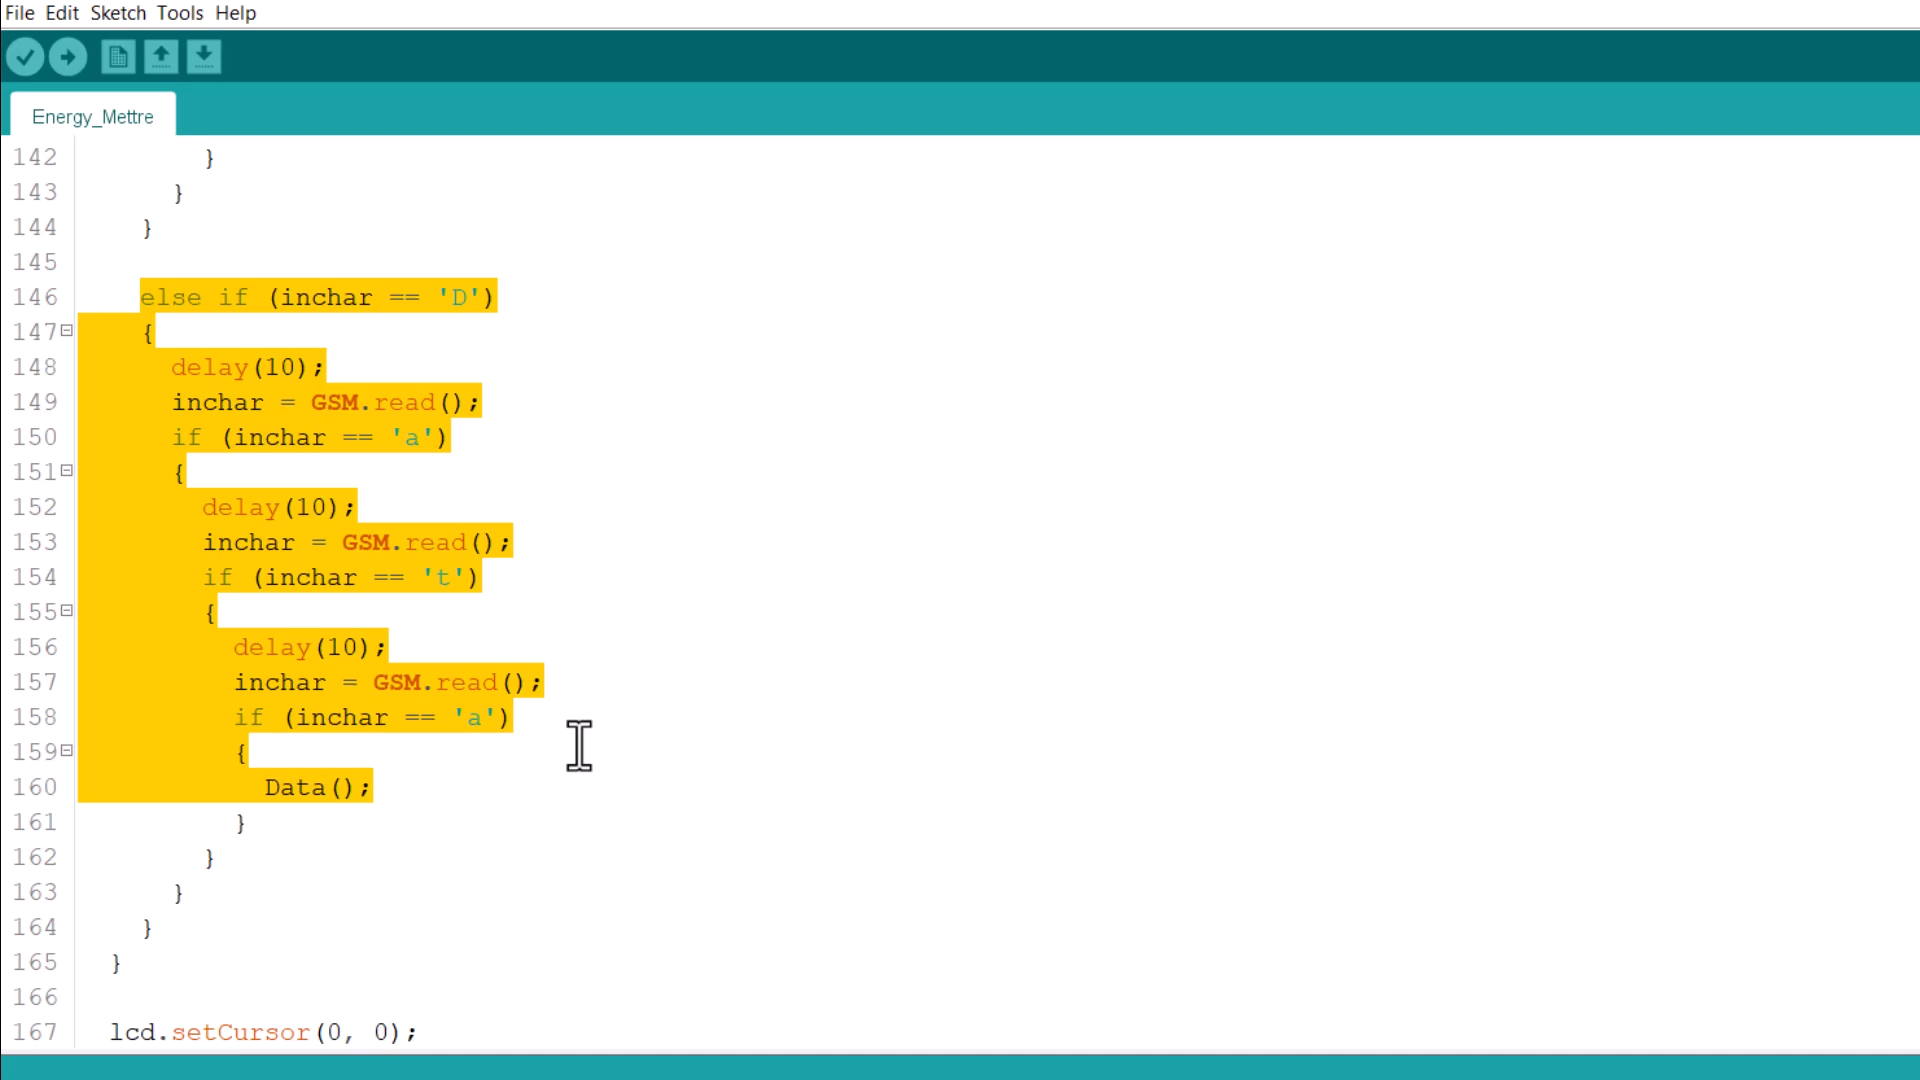 File Edit Sketch Tools Help
Energy_Mettre
142 }
143 }
144 }
145
146 else if (inchar == 'D')
147 {
148 delay(10);
149 inchar = GSM.read();
150 if (inchar == 'a')
151 {
152 delay(10);
153 inchar = GSM.read();
154 if (inchar == 't')
155 {
156 delay(10);
157 inchar = GSM.read();
158 if (inchar == 'a')
159 {
160 Data();
161 }
162 }
163 }
164 }
165 }
166
167 lcd.setCursor(0, 0);